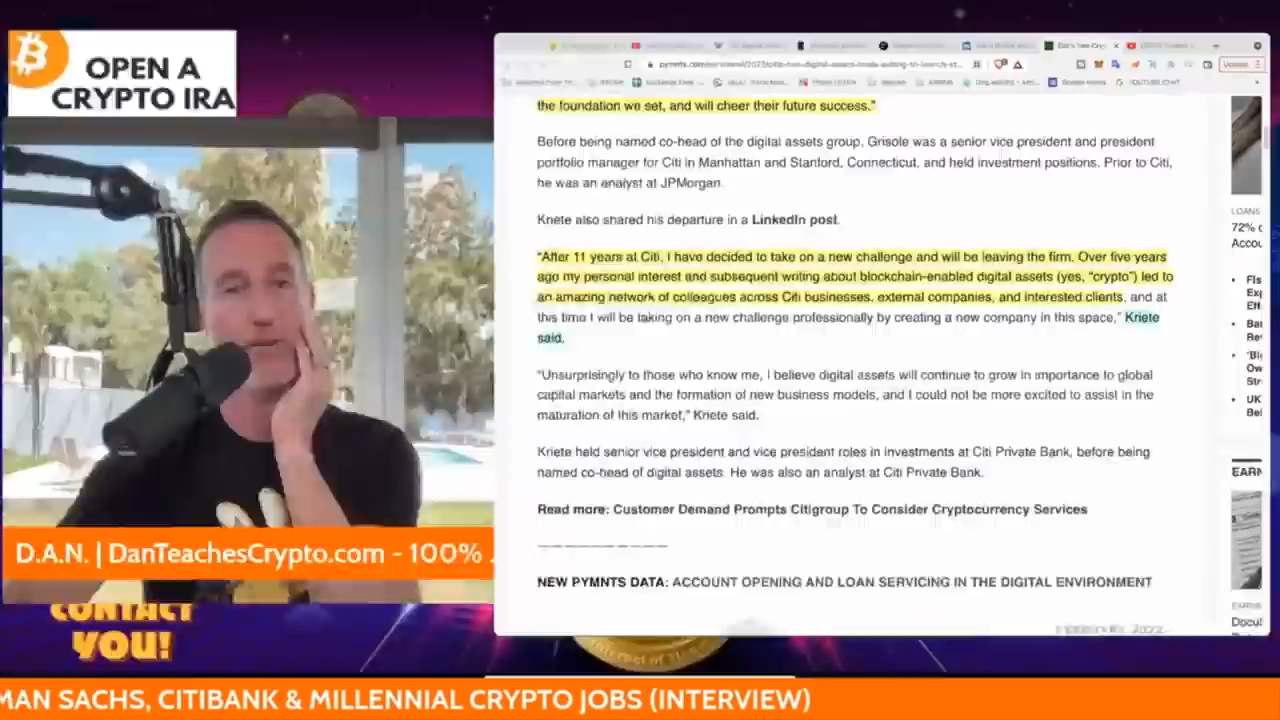 OPEN A
CRYPTO IRA
the foundation we set, and will cheer their future success."
Before being named co-head of the digital assets group, Grisole was a senior vice president and president
portfolio manager for Citi in Manhattan and Stanford, Connecticut, and held investment positions. Prior to Citi,
he was an analyst at JPMorgan.
Knete also shared his departure in a LinkedIn post.
"After 11 years at Citi, I have decided to take on a new challenge and will be leaving the firm. Over five years
ago my personal interest and subsequent writing about blockchain-enabled digital assets (yes, "crypto") led to
an amazing network of colleagues across Citi businesses, external companies, and interested clients, and at
this time I will be taking on a new challenge professionally by creating a new company in this space," Kriete
said.
"Unsurprisingly to those who know me, I believe digital assets will continue to grow in importance to global
capital markets and the formation of new business models, and I could not be more excited to assist in the
maturation of this market," Kriete said.
Kriete held senior vice president and vice president roles in investments at Citi Private Bank, before being
named co-head of digital assets. He was also an analyst at Citi Private Bank.
Read more: Customer Demand Prompts Citigroup To Consider Cryptocurrency Services
NEW PYMNTS DATA: ACCOUNT OPENING AND LOAN SERVICING IN THE DIGITAL ENVIRONMENT
LOANS
72% c
Accou
UK
EARN
D.A.N. | DanTeachesCrypto.com - 100%
CONTACT
YOU!
MAN SACHS, CITIBANK & MILLENNIAL CRYPTO JOBS (INTERVIEW)